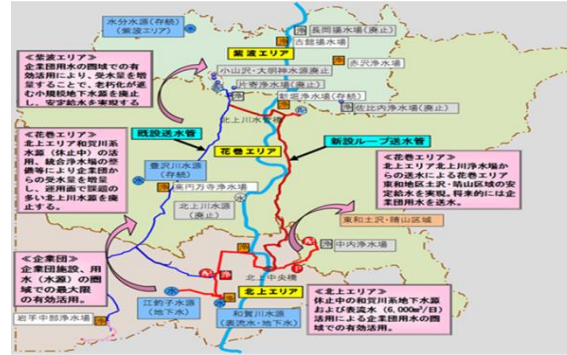 水分水源(存続)
(紫波エリア)
長岡揚水場(廃止)
古館揚水場
紫波エリア
赤沢浄水場
≪紫波エリア≫
企業団用水の圏域での有
効活用により、受水量を増
量することで、老朽化が進
む小規模地下水源を廃止
し、安定給水を実現する
小山沢・大明神水源廃止
片寄浄水場(廃止)
新堀浄水場(存続)
佐比内浄水場(廃止)
北上川水管橋
既設送水管
花巻エリア
新設ループ送水管
≪花巻エリア≫
北上エリア和賀川系
水源(休止中)の活
用、統合浄水場の整
備等により企業団から
の受水量を増量
し、運用面で課題
の多い北上川水源を廃
止する。
豊沢川水源
(存続)
高円万寺浄水場
北上川水源
(廃止)
≪花巻エリア≫
北上エリア北上川浄水場か
らの送水による花巻エリア
東和地区土沢・晴山区域の安
定給水を実現。将来的には企
業団用水を送水。
東和土沢・晴山区域
中内浄水場
≪企業団≫
企業団施設、用
水(水源)の圏
域での最大限
の有効活用。
北上中央橋
北上エリア
江釣子水源
(地下水)
和賀川水源
(表流水・地下水)
岩手中部浄水場
≪北上エリア≫
休止中の和賀川系地下水源
および表流水(6,000m³/日)
活用による企業団用水の圏
域での有効活用。